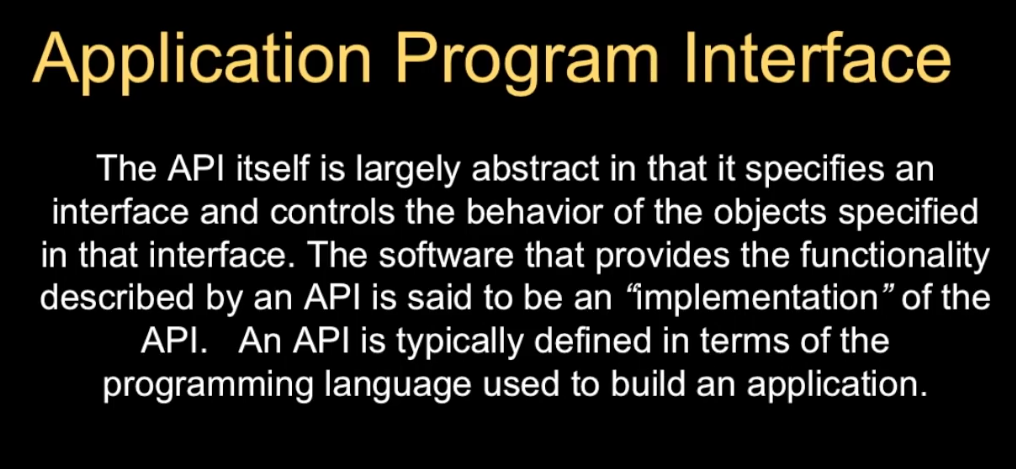 Application Program Interface
The API itself is largely abstract in that it specifies an
interface and controls the behavior of the objects specified
in that interface. The software that provides the functionality
described by an API is said to be an “implementation” of the
API.   An API is typically defined in terms of the
programming language used to build an application.